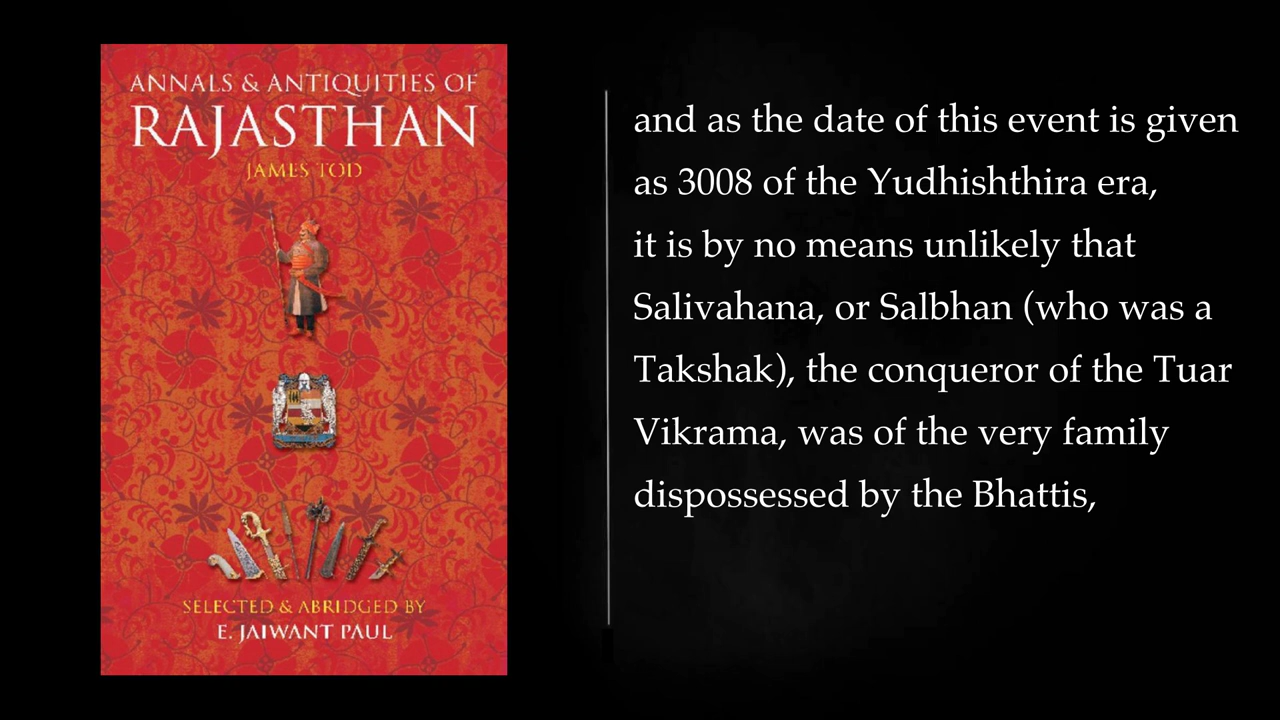 ANNALS & ANTIQUITIES OF
RAJASTHAN
JAMES TOD
SELECTED & ABRIDGED BY
E. JAIWANT PAUL
and as the date of this event is given
as 3008 of the Yudhishthira era,
it is by no means unlikely that
Salivahana, or Salbhan (who was a
Takshak), the conqueror of the Tuar
Vikrama, was of the very family
dispossessed by the Bhattis,